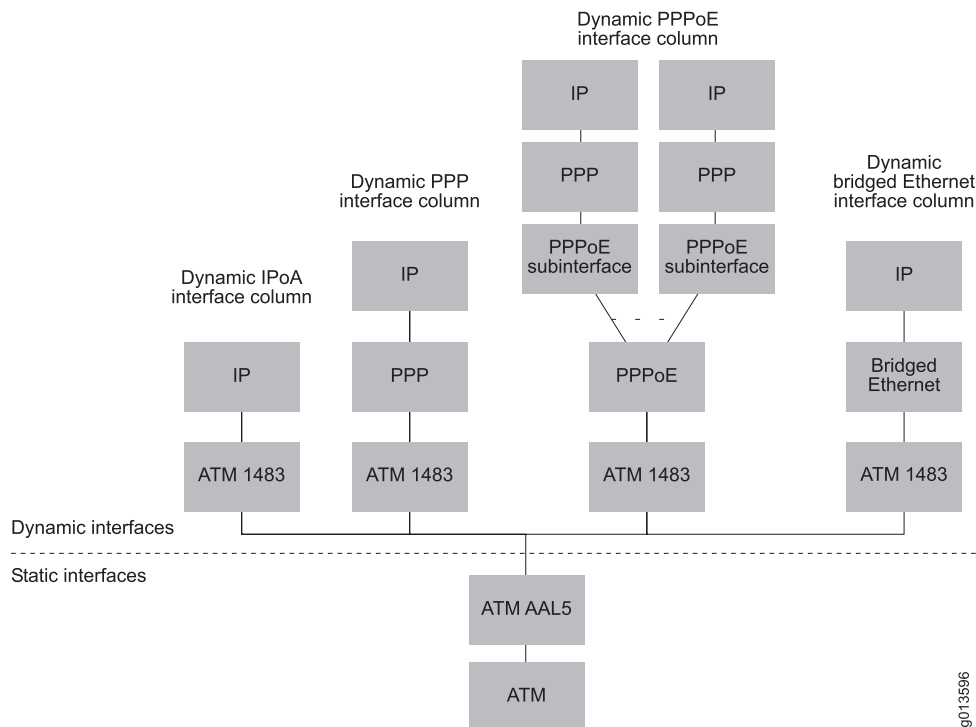 Dynamic PPPoE
interface column
IP
IP
PPP
PPP
PPPoE
subinterface
PPPoE
subinterface
Dynamic PPP
interface column
Dynamic
bridged Ethernet
interface column
Dynamic IPoA
interface column
IP
IP
IP
PPP
PPPoE
Bridged
Ethernet
ATM 1483
ATM 1483
ATM 1483
ATM 1483
Dynamic interfaces
Static interfaces
ATM AAL5
ATM
g013596